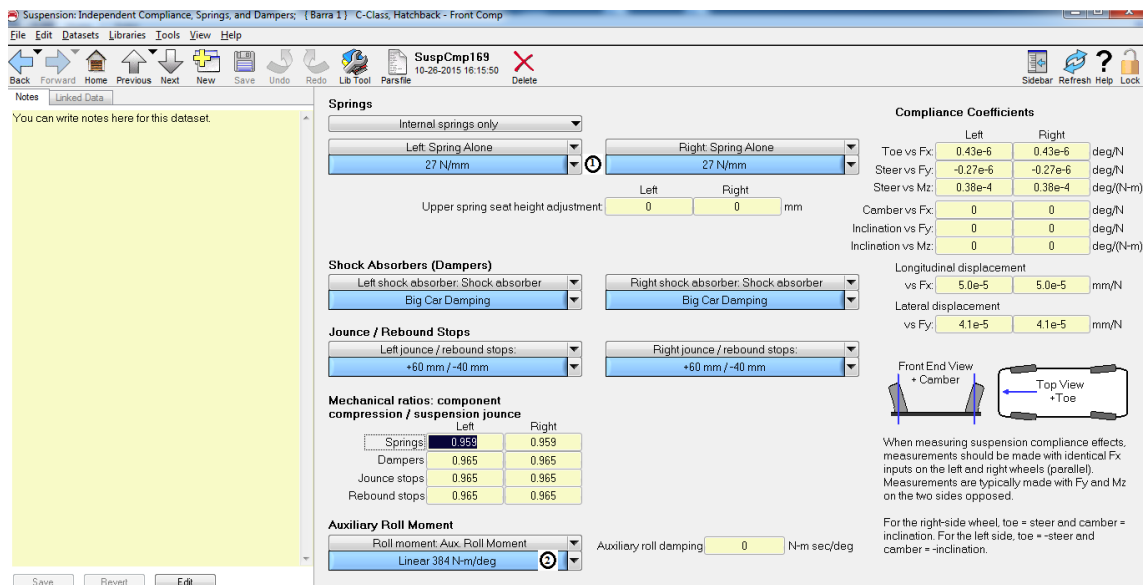 Suspension: Independent Compliance, Springs, and Dampers; { Barra 1 } C-Class, Hatchback - Front Comp
File Edit Datasets Libraries Tools View Help
Back Forward Home Previous Next New Save Undo Redo Lib Tool Parsfile Delete Sidebar Refresh Help Lock
SuspCmp169
10-26-2015 16:15:50
Notes Linked Data
You can write notes here for this dataset.
Save Revert Edit
Springs
Internal springs only
Left: Spring Alone Right: Spring Alone
27 N/mm 1 27 N/mm
Left Right
Upper spring seat height adjustment: 0 0 mm
Shock Absorbers (Dampers)
Left shock absorber: Shock absorber Right shock absorber: Shock absorber
Big Car Damping Big Car Damping
Jounce / Rebound Stops
Left jounce / rebound stops: Right jounce / rebound stops:
+60 mm / -40 mm +60 mm / -40 mm
Mechanical ratios: component
compression / suspension jounce
Left Right
Springs 0.959 0.959
Dampers 0.965 0.965
Jounce stops 0.965 0.965
Rebound stops 0.965 0.965
Auxiliary Roll Moment
Roll moment: Aux. Roll Moment
Linear 384 N-m/deg 2
Auxiliary roll damping 0 N-m sec/deg
Compliance Coefficients
Left Right
Toe vs Fx: 0.43e-6 0.43e-6 deg/N
Steer vs Fy: -0.27e-6 -0.27e-6 deg/N
Steer vs Mz: 0.38e-4 0.38e-4 deg/(N-m)
Camber vs Fx: 0 0 deg/N
Inclination vs Fy: 0 0 deg/N
Inclination vs Mz: 0 0 deg/(N-m)
Longitudinal displacement
vs Fx: 5.0e-5 5.0e-5 mm/N
Lateral displacement
vs Fy: 4.1e-5 4.1e-5 mm/N
Front End View
+ Camber
Top View
+Toe
When measuring suspension compliance effects,
measurements should be made with identical Fx
inputs on the left and right wheels (parallel).
Measurements are typically made with Fy and Mz
on the two sides opposed.
For the right-side wheel, toe = steer and camber =
inclination. For the left side, toe = -steer and
camber = -inclination.